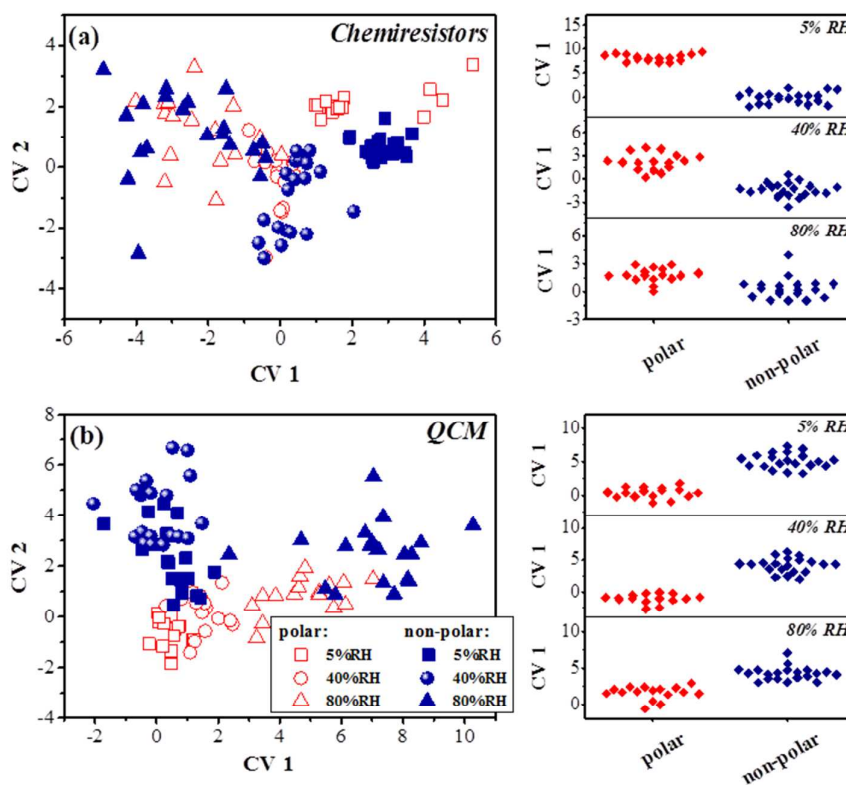 (a) Chemiresistors
4
2
0
-2
-4
CV 2
-6 -4 -2 0 2 4 6
CV 1
5% RH
15
10
5
0
CV 1
40% RH
6
3
0
-3
CV 1
80% RH
6
3
0
-3
CV 1
polar non-polar
(b) QCM
8
6
4
2
0
-2
-4
CV 2
polar: non-polar:
5%RH 5%RH
40%RH 40%RH
80%RH 80%RH
-2 0 2 4 6 8 10
CV 1
5% RH
10
5
0
CV 1
40% RH
10
5
0
CV 1
80% RH
10
5
0
CV 1
polar non-polar